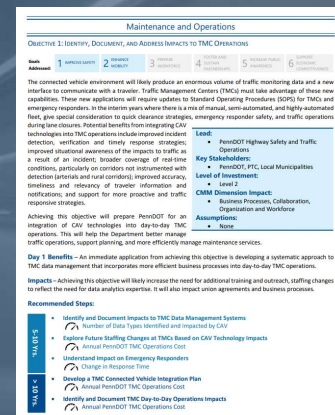 Maintenance and Operations
OBJECTIVE 1: IDENTIFY, DOCUMENT, AND ADDRESS IMPACTS TO TMC OPERATIONS
Goals Addressed:
1 IMPROVE SAFETY
2 ENHANCE MOBILITY
3 PREPARE WORKFORCE
4
5
6
The connected vehicle environment will likely produce an enormous volume of traffic monitoring data and a new
interface to communicate with a traveler. Traffic Management Centers (TMCs) must take advantage of these new
capabilities. These new applications will require updates to Standard Operating Procedures (SOPs) for TMCs and
emergency responders. In the interim years where there is a mix of manual, semi-automated, and highly-automated
fleet, give special consideration to quick clearance strategies, emergency responder safety, and traffic operations
during lane closures. Potential benefits from integrating CAV
technologies into TMC operations include improved incident
detection, verification and timely response strategies;
improved situational awareness of the impacts to traffic as
a result of an incident; broader coverage of real-time
conditions, particularly on corridors not instrumented with
detection (arterials and rural corridors); improved accuracy,
timeliness and relevancy of traveler information and
notifications; and support for more proactive and traffic
responsive strategies.
Achieving this objective will prepare PennDOT for an
integration of CAV technologies into day-to-day TMC
operations. This will help the Department better manage
traffic operations, support planning, and more efficiently manage maintenance services.
Lead:
• PennDOT Highway Safety and Traffic
Operations
Key Stakeholders:
• PennDOT, PTC, Local Municipalities
Level of Investment:
• Level 2
CMM Dimension Impact:
• Business Processes, Collaboration,
Organization and Workforce
Assumptions:
• None
Day 1 Benefits – An immediate application from achieving this objective is developing a systematic approach to
TMC data management that incorporates more efficient business processes into day-to-day TMC operations.
Impacts – Achieving this objective will likely increase the need for additional training and outreach, staffing changes
to reflect the need for data analytics expertise. It will also impact union agreements and business processes.
Recommended Steps:
5-10 Yrs.
• Identify and Document Impacts to TMC Data Management Systems
Number of Data Types Identified and Impacted by CAV
• Explore Future Staffing Changes at TMCs Based on CAV Technology Impacts
Annual PennDOT TMC Operations Cost
• Understand Impact on Emergency Responders
Change in Response Time
> 10 Yrs.
• Develop a TMC Connected Vehicle Integration Plan
Annual PennDOT TMC Operations Cost
• Identify and Document TMC Day-to-Day Operations Impacts
Annual PennDOT TMC Operations Cost